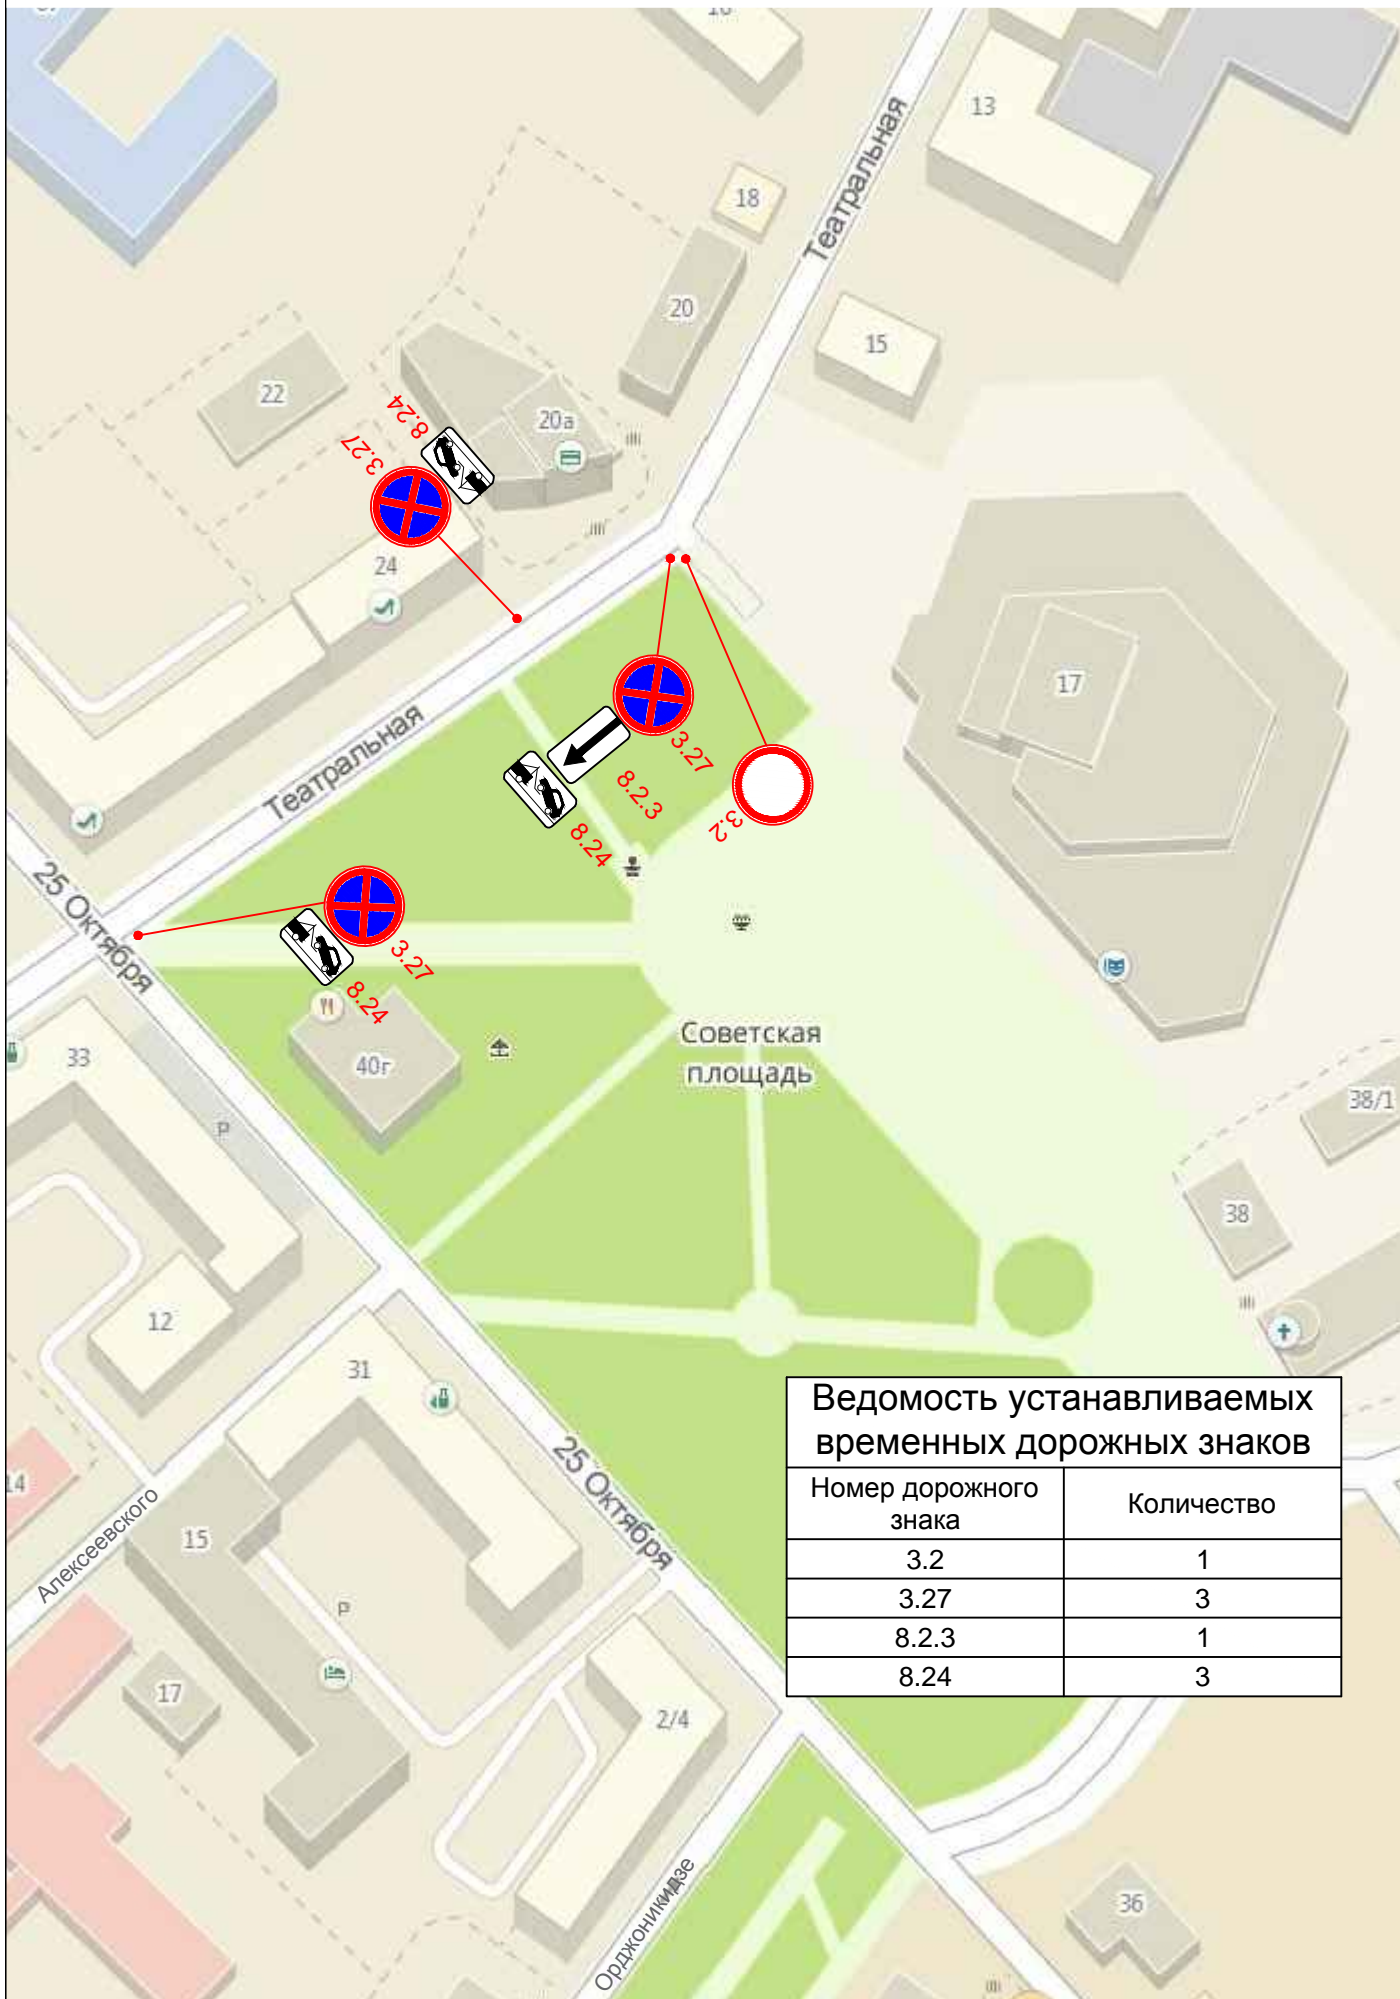 13
Театральная
18
20
15
22
20а
8.24
3.27
24
17
3.27
8.2.3
8.24
3.2
Театральная
25 Октября
3.27
8.24
33
40г
Советская
площадь
P
38/1
38
12
31
25 Октября
14
15
Алексеевского
P
17
2/4
Орджоникидзе
36
Ведомость устанавливаемых
временных дорожных знаков
Номер дорожного знака
Количество
3.2 1
3.27 3
8.2.3 1
8.24 3